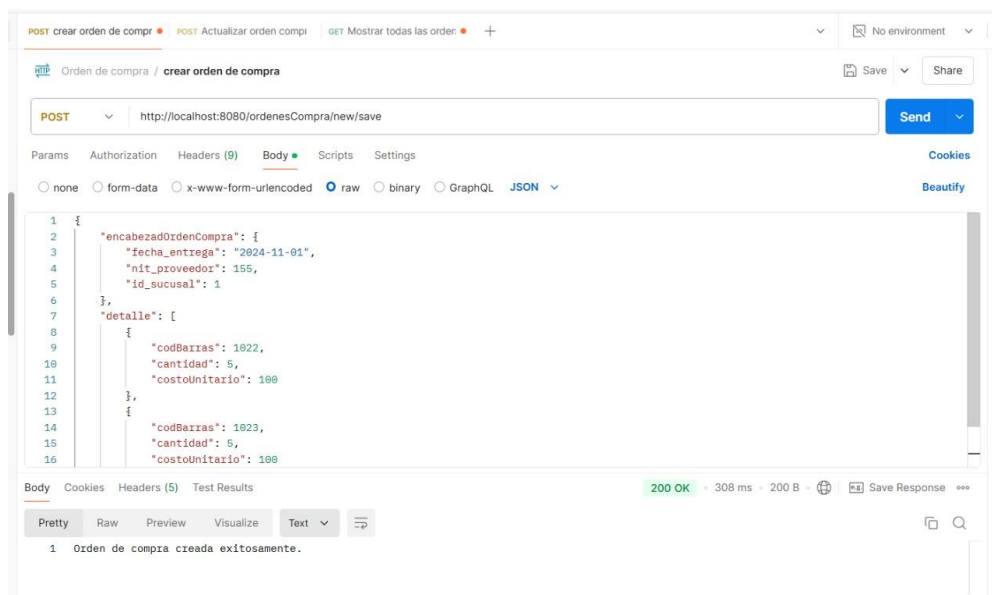 POST crear orden de compr POST Actualizar orden compi GET Mostrar todas las orden No environment
HTTP Orden de compra / crear orden de compra Save Share
POST http://localhost:8080/ordenesCompra/new/save Send
Params Authorization Headers (9) Body Scripts Settings Cookies
none form-data x-www-form-urlencoded raw binary GraphQL JSON Beautify
1 {
2 "encabezadOrdenCompra": {
3 "fecha_entrega": "2024-11-01",
4 "nit_proveedor": 155,
5 "id_sucusal": 1
6 },
7 "detalle": [
8 {
9 "codBarras": 1022,
10 "cantidad": 5,
11 "costoUnitario": 100
12 },
13 {
14 "codBarras": 1023,
15 "cantidad": 5,
16 "costoUnitario": 100
Body Cookies Headers (5) Test Results 200 OK 308 ms 200 B e.g. Save Response
Pretty Raw Preview Visualize Text
1 Orden de compra creada exitosamente.